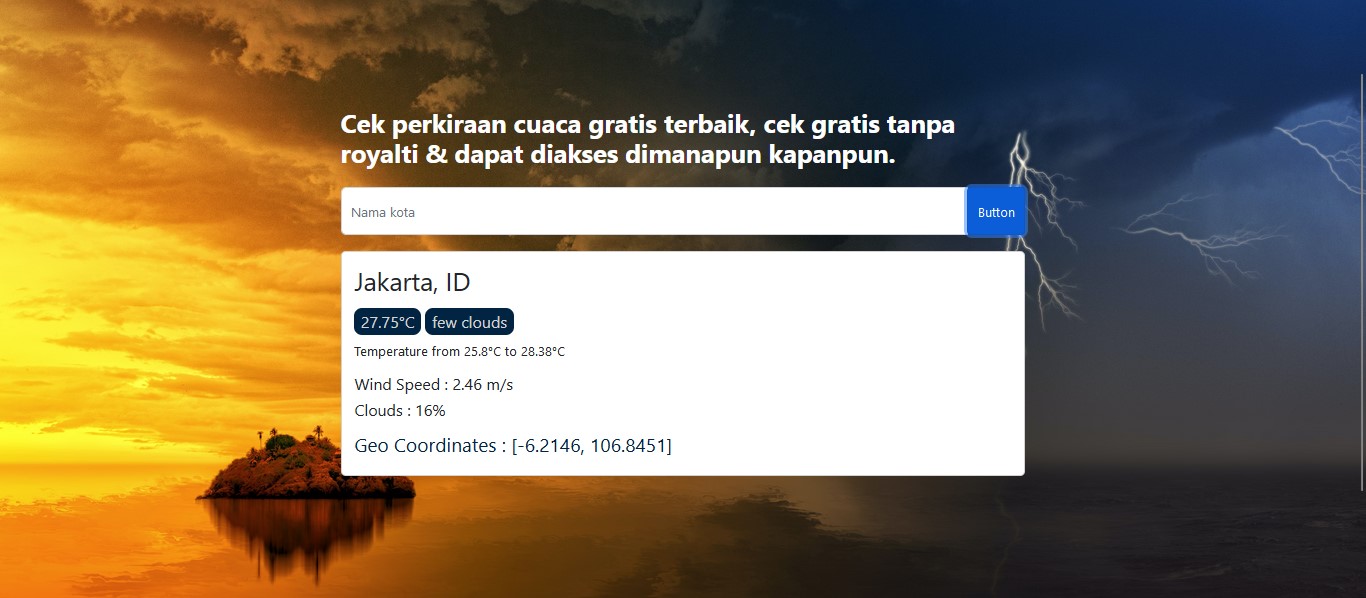 Cek perkiraan cuaca gratis terbaik, cek gratis tanpa
royalti & dapat diakses dimanapun kapanpun.
Nama kota
Button
Jakarta, ID
27.75°C few clouds
Temperature from 25.8°C to 28.38°C
Wind Speed : 2.46 m/s
Clouds : 16%
Geo Coordinates : [-6.2146, 106.8451]